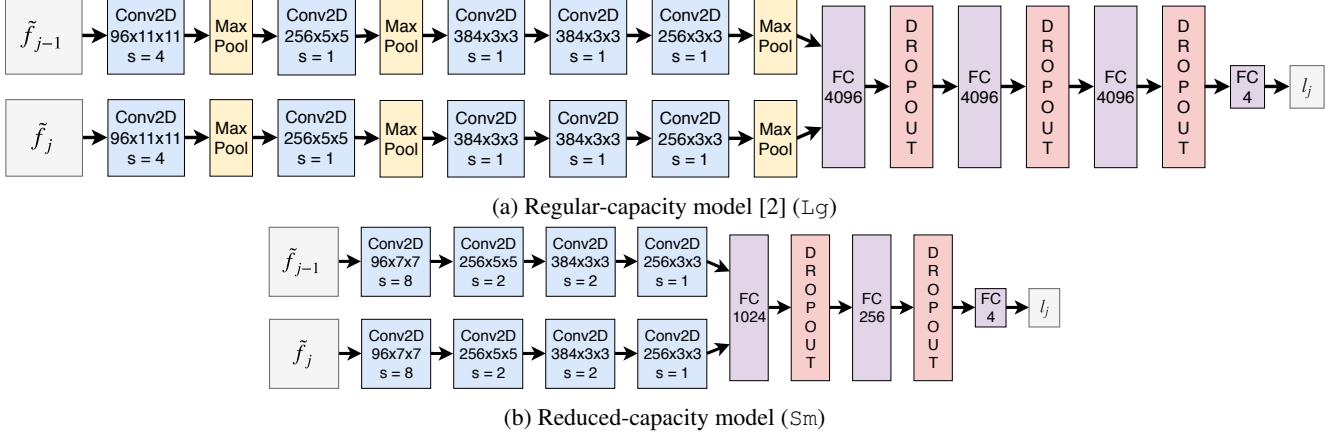 f̃_{j−1}
Conv2D
96x11x11
s = 4
Max
Pool
Conv2D
256x5x5
s = 1
Max
Pool
Conv2D
384x3x3
s = 1
Conv2D
384x3x3
s = 1
Conv2D
256x3x3
s = 1
Max
Pool
f̃_j
Conv2D
96x11x11
s = 4
Max
Pool
Conv2D
256x5x5
s = 1
Max
Pool
Conv2D
384x3x3
s = 1
Conv2D
384x3x3
s = 1
Conv2D
256x3x3
s = 1
Max
Pool
FC
4096
DROPOUT
FC
4096
DROPOUT
FC
4096
DROPOUT
FC
4
l_j
(a) Regular-capacity model [2] (Lg)
f̃_{j−1}
Conv2D
96x7x7
s = 8
Conv2D
256x5x5
s = 2
Conv2D
384x3x3
s = 2
Conv2D
256x3x3
s = 1
f̃_j
Conv2D
96x7x7
s = 8
Conv2D
256x5x5
s = 2
Conv2D
384x3x3
s = 2
Conv2D
256x3x3
s = 1
FC
1024
DROPOUT
FC
256
DROPOUT
FC
4
l_j
(b) Reduced-capacity model (Sm)